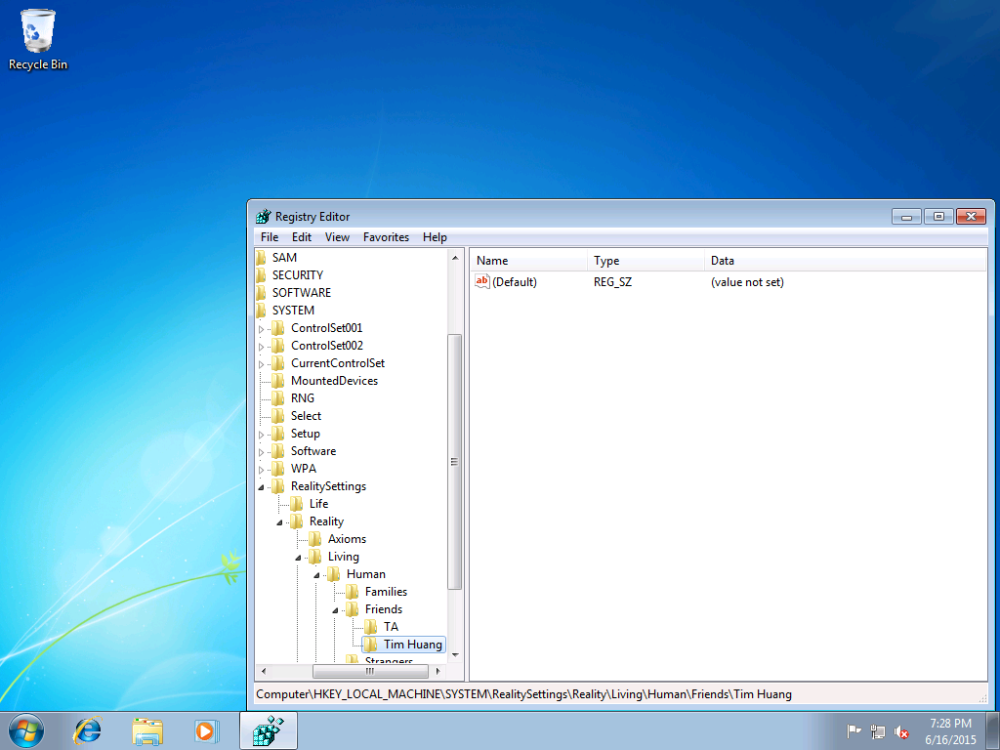 Recycle Bin
Registry Editor
File Edit View Favorites Help
SAM
SECURITY
SOFTWARE
SYSTEM
ControlSet001
ControlSet002
CurrentControlSet
MountedDevices
RNG
Select
Setup
Software
WPA
RealitySettings
Life
Reality
Axioms
Living
Human
Families
Friends
TA
Tim Huang
Strangers
Name Type Data
ab (Default) REG_SZ (value not set)
Computer\HKEY_LOCAL_MACHINE\SYSTEM\RealitySettings\Reality\Living\Human\Friends\Tim Huang
7:28 PM
6/16/2015